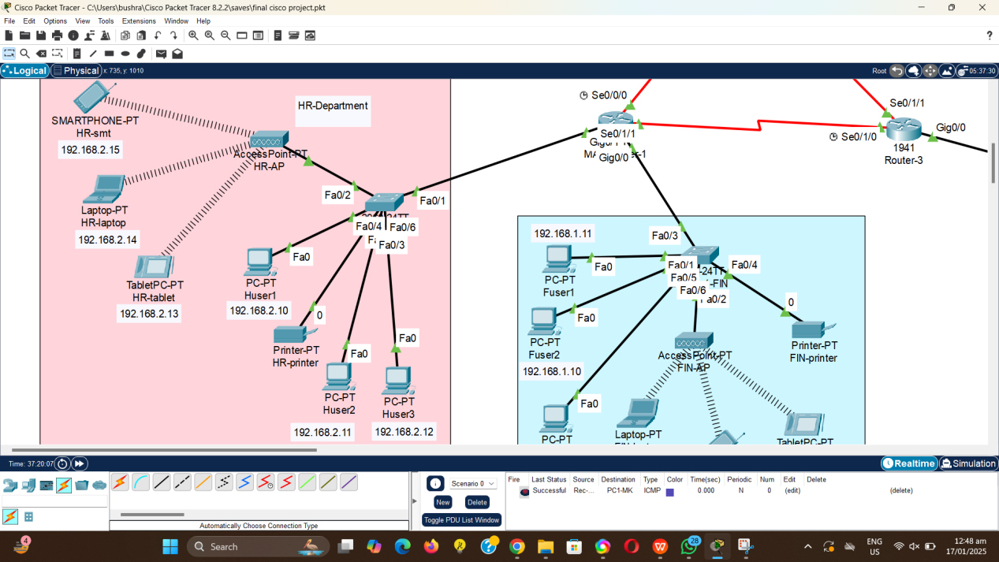 Cisco Packet Tracer - C:\Users\bushra\Cisco Packet Tracer 8.2.2\saves\final cisco project.pkt
File Edit Options View Tools Extensions Window Help
?
Logical Physical x: 735, y: 1010
Root 05:37:30
HR-Department
SMARTPHONE-PT
HR-smt
192.168.2.15
AccessPoint-PT
HR-AP
Laptop-PT
HR-laptop
192.168.2.14
TabletPC-PT
HR-tablet
192.168.2.13
Fa0/2
Fa0/1
Fa0/4
Fa0/6
Fa0/3
Fa0
PC-PT
Huser1
192.168.2.10
0
Printer-PT
HR-printer
Fa0
PC-PT
Huser2
192.168.2.11
Fa0
PC-PT
Huser3
192.168.2.12
Se0/0/0
Se0/1/1
Gig0/0
Se0/1/1
Se0/1/0
Gig0/0
1941
Router-3
192.168.1.11
Fa0/3
PC-PT
Fuser1
Fa0
Fa0/1
Fa0/4
Fa0/5
Fa0/6
Fa0/2
-FIN
PC-PT
Fuser2
Fa0
192.168.1.10
0
Printer-PT
FIN-printer
AccessPoint-PT
FIN-AP
Fa0
PC-PT
Laptop-PT
TabletPC-PT
Time: 37:20:07
Realtime Simulation
Automatically Choose Connection Type
Scenario 0
New Delete
Toggle PDU List Window
Fire Last Status Source Destination Type Color Time(sec) Periodic Num Edit Delete
Successful Rec-... PC1-MK ICMP 0.000 N 0 (edit) (delete)
4
Search
28
ENG
US
12:48 am
17/01/2025